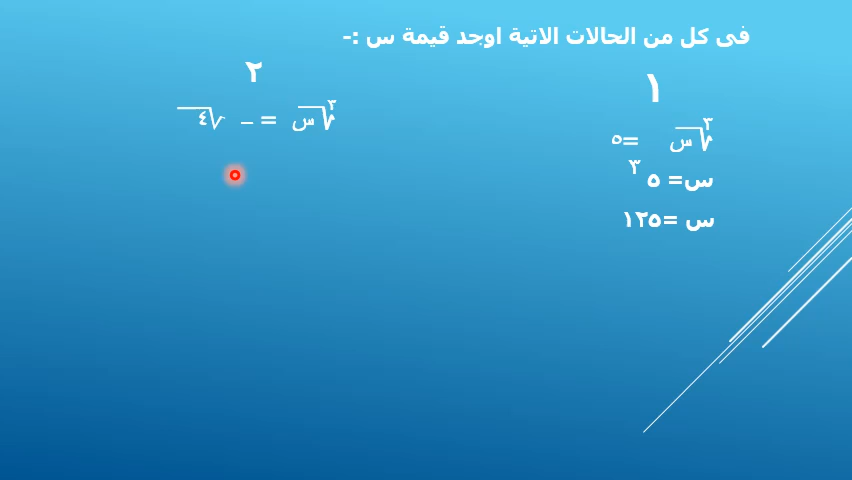 فى كل من الحالات الاتية اوجد قيمة س :-
١
∛س = ٥
س = ٥ ٣
س = ١٢٥
٢
∛س = – √٤